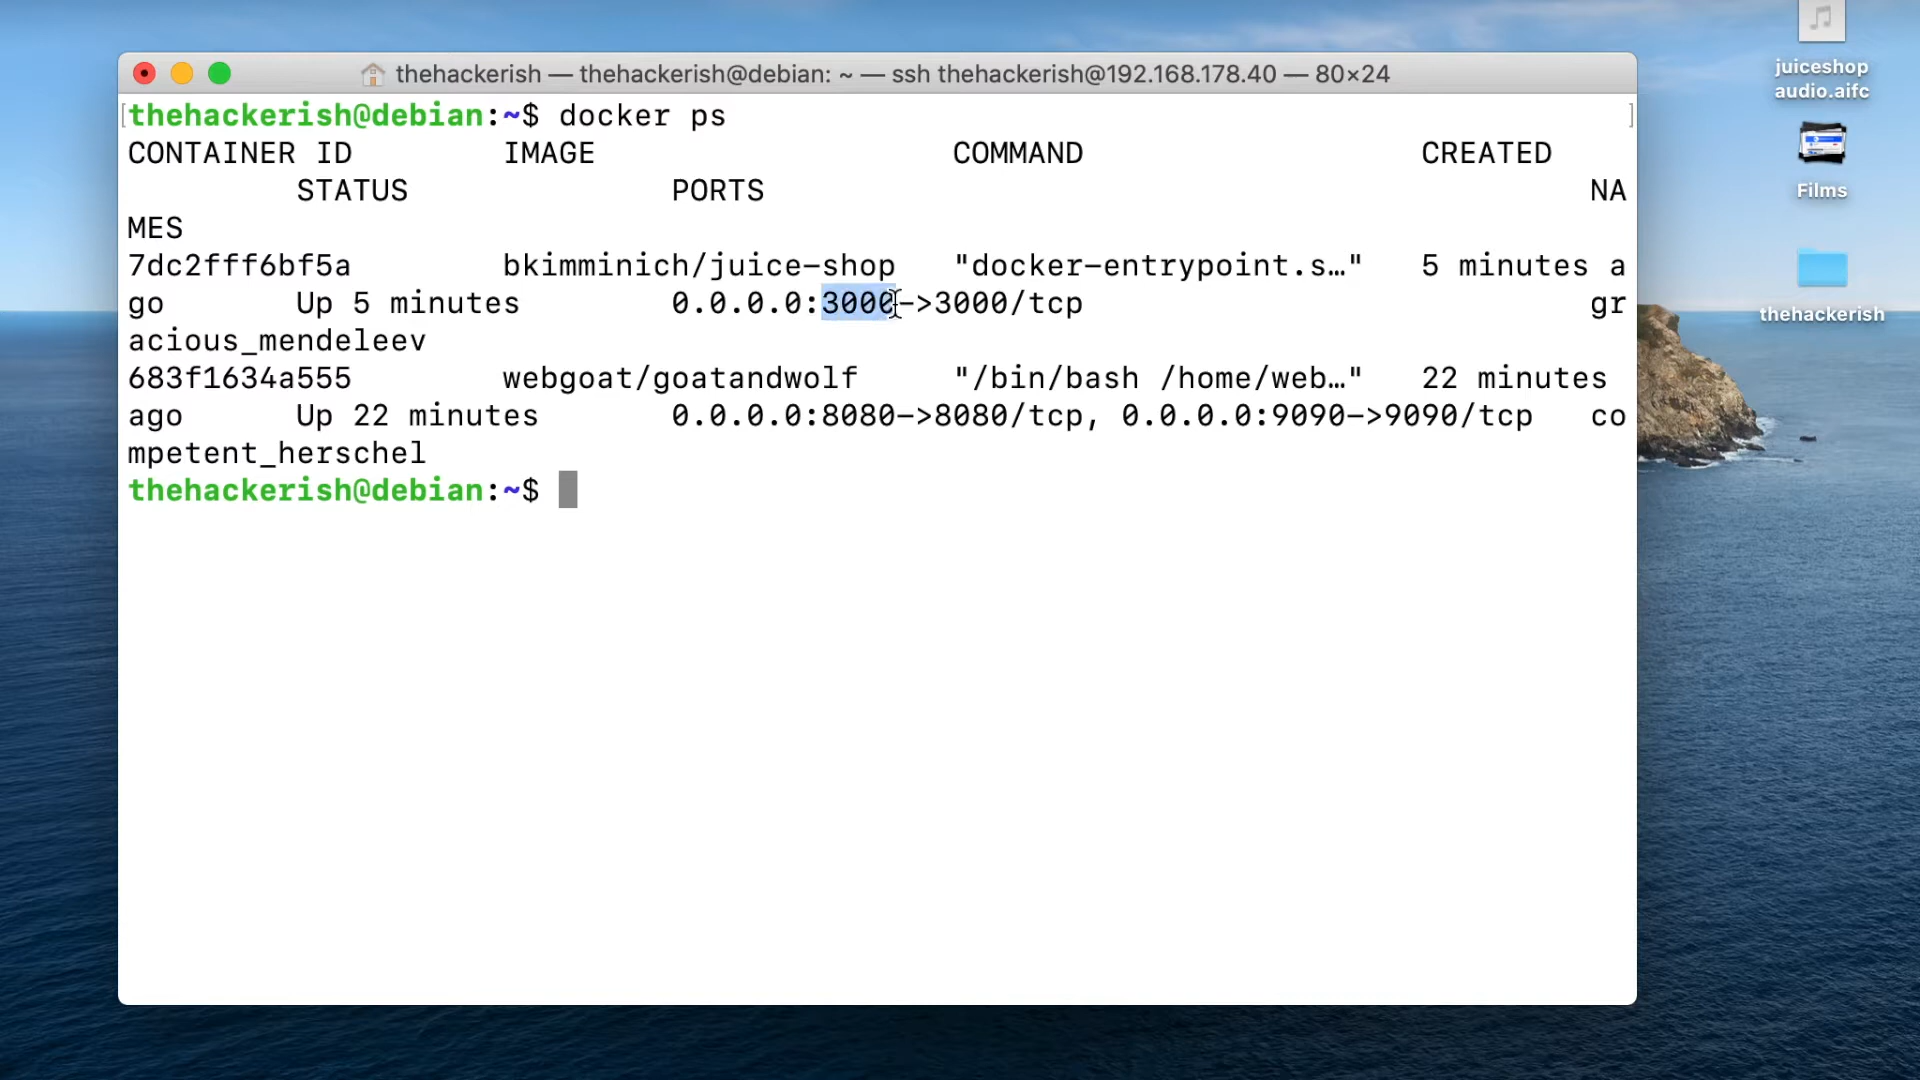 thehackerish — thehackerish@debian: ~ — ssh thehackerish@192.168.178.40 — 80×24
[thehackerish@debian:~$ docker ps ]
CONTAINER ID        IMAGE                   COMMAND                  CREATED
         STATUS              PORTS                                            NA
MES
7dc2fff6bf5a        bkimminich/juice-shop   "docker-entrypoint.s…"   5 minutes a
go       Up 5 minutes        0.0.0.0:3000->3000/tcp                           gr
acious_mendeleev
683f1634a555        webgoat/goatandwolf     "/bin/bash /home/web…"   22 minutes
ago      Up 22 minutes       0.0.0.0:8080->8080/tcp, 0.0.0.0:9090->9090/tcp   co
mpetent_herschel
thehackerish@debian:~$
juiceshop
audio.aifc
Films
thehackerish